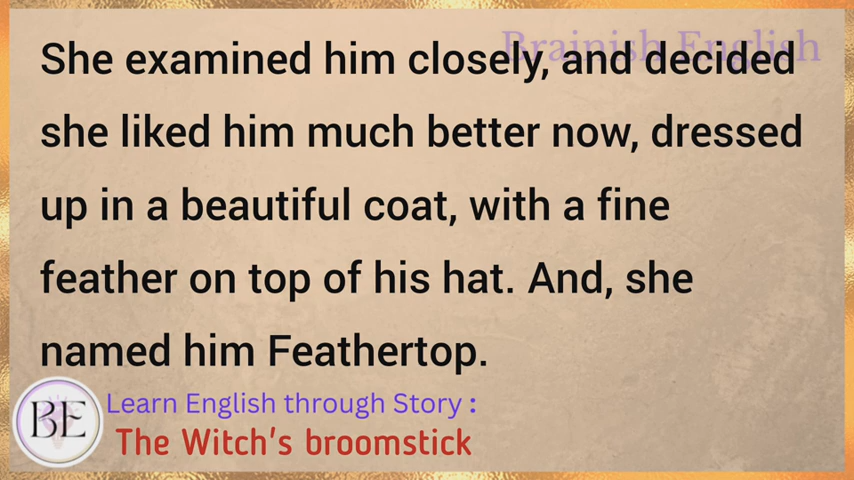 Brainish English
She examined him closely, and decided
she liked him much better now, dressed
up in a beautiful coat, with a fine
feather on top of his hat. And, she
named him Feathertop.
BE
Learn English through Story :
The Witch's broomstick